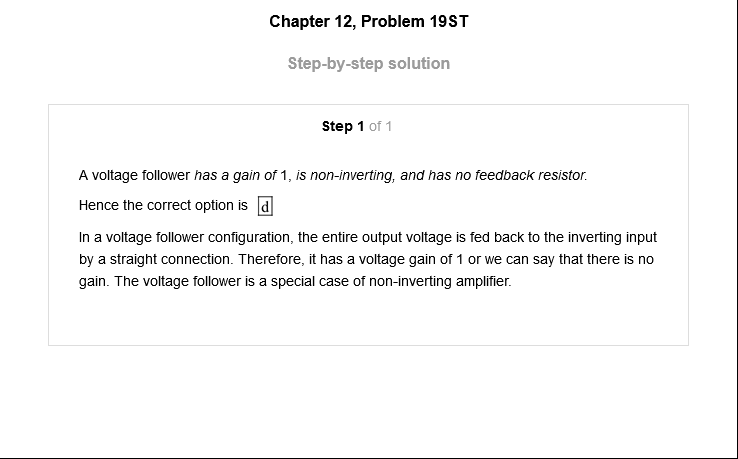 Chapter 12, Problem 19ST
Step-by-step solution
Step 1 of 1
A voltage follower has a gain of 1, is non-inverting, and has no feedback resistor.
Hence the correct option is d
In a voltage follower configuration, the entire output voltage is fed back to the inverting input
by a straight connection. Therefore, it has a voltage gain of 1 or we can say that there is no
gain. The voltage follower is a special case of non-inverting amplifier.